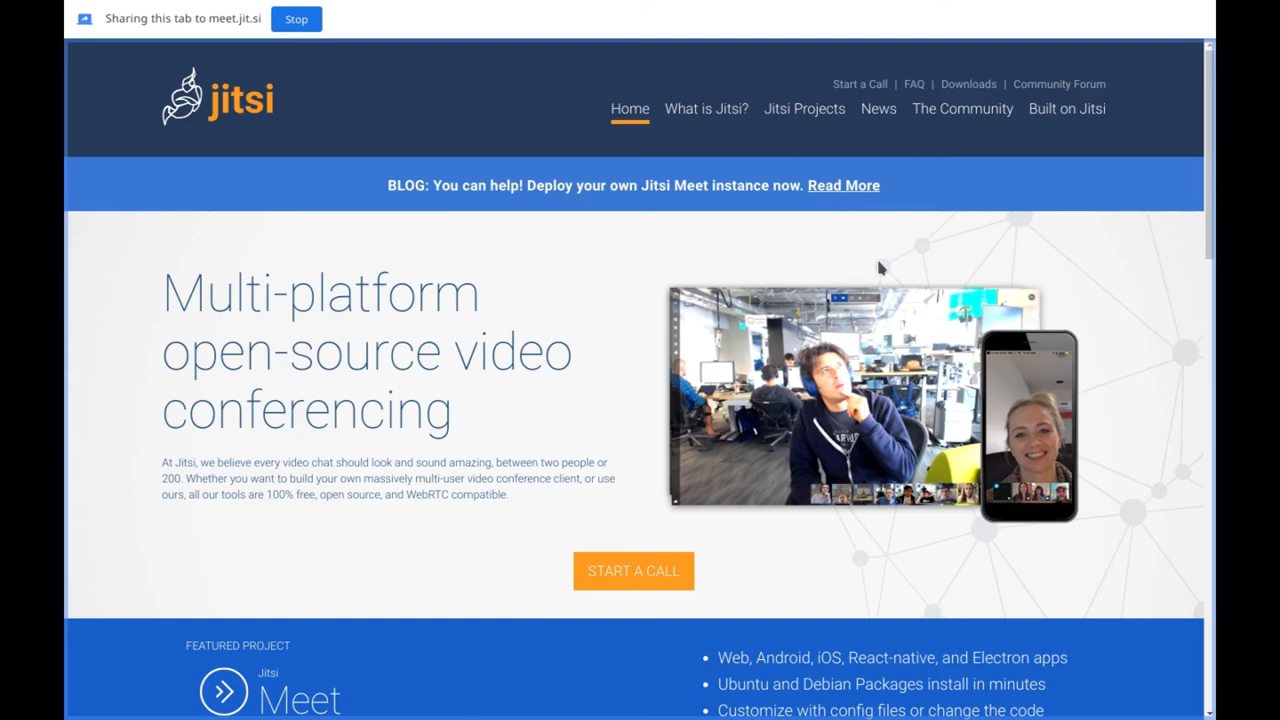 Sharing this tab to meet.jit.si Stop
jitsi
Start a Call | FAQ | Downloads | Community Forum
Home What is Jitsi? Jitsi Projects News The Community Built on Jitsi
BLOG: You can help! Deploy your own Jitsi Meet instance now. Read More
Multi-platform
open-source video
conferencing
At Jitsi, we believe every video chat should look and sound amazing, between two people or
200. Whether you want to build your own massively multi-user video conference client, or use
ours, all our tools are 100% free, open source, and WebRTC compatible.
START A CALL
FEATURED PROJECT
Jitsi
Meet
• Web, Android, iOS, React-native, and Electron apps
• Ubuntu and Debian Packages install in minutes
• Customize with config files or change the code